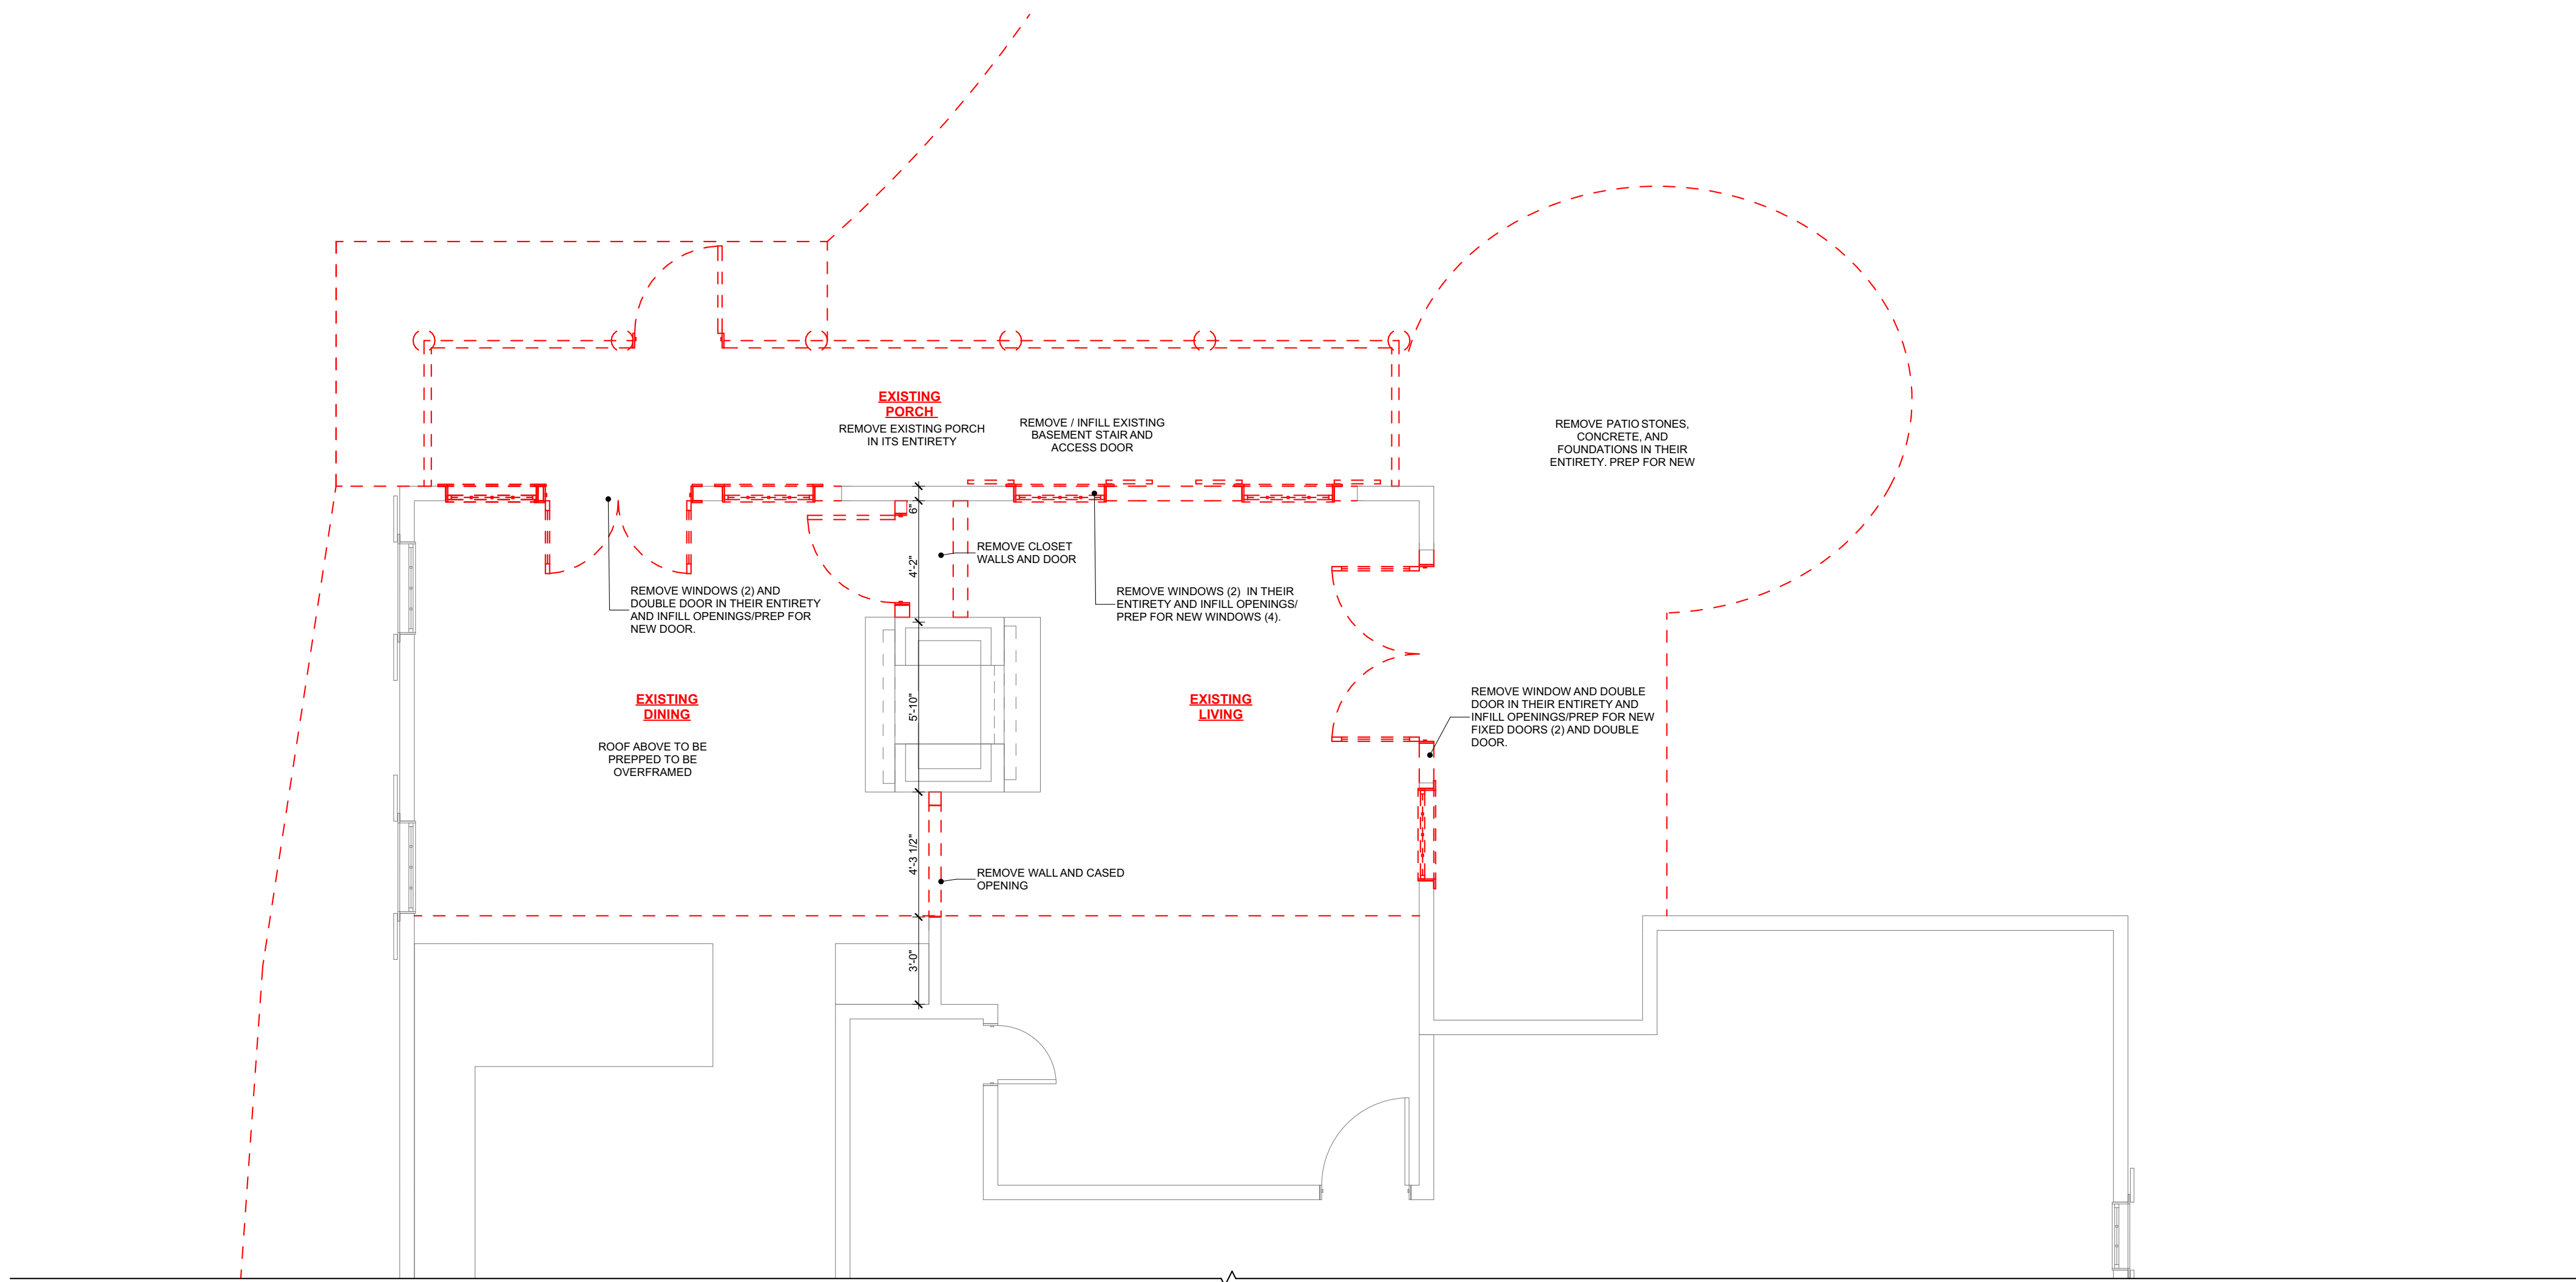 EXISTING
PORCH
REMOVE EXISTING PORCH
IN ITS ENTIRETY
REMOVE / INFILL EXISTING
BASEMENT STAIR AND
ACCESS DOOR
REMOVE PATIO STONES,
CONCRETE, AND
FOUNDATIONS IN THEIR
ENTIRETY. PREP FOR NEW
6"
4'-2"
5'-10"
4'-3 1/2"
3'-0"
REMOVE CLOSET
WALLS AND DOOR
REMOVE WINDOWS (2) AND
DOUBLE DOOR IN THEIR ENTIRETY
AND INFILL OPENINGS/PREP FOR
NEW DOOR.
REMOVE WINDOWS (2) IN THEIR
ENTIRETY AND INFILL OPENINGS/
PREP FOR NEW WINDOWS (4).
EXISTING
DINING
ROOF ABOVE TO BE
PREPPED TO BE
OVERFRAMED
EXISTING
LIVING
REMOVE WINDOW AND DOUBLE
DOOR IN THEIR ENTIRETY AND
INFILL OPENINGS/PREP FOR NEW
FIXED DOORS (2) AND DOUBLE
DOOR.
REMOVE WALL AND CASED
OPENING